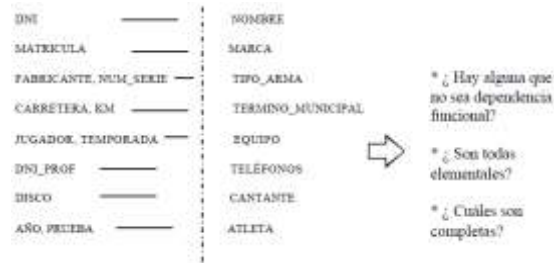 DNI NOMBRE
MATRICULA MARCA
FABRICANTE, NUM_SERIE TIPO_ARMA
CARRETERA, KM TERMINO_MUNICIPAL
JUGADOR, TEMPORADA EQUIPO
DNI_PROF TELÉFONOS
DISCO CANTANTE
AÑO, PRUEBA ATLETA
* ¿ Hay alguna que
no sea dependencia
funcional?
* ¿ Son todas
elementales?
* ¿ Cuáles son
completas?